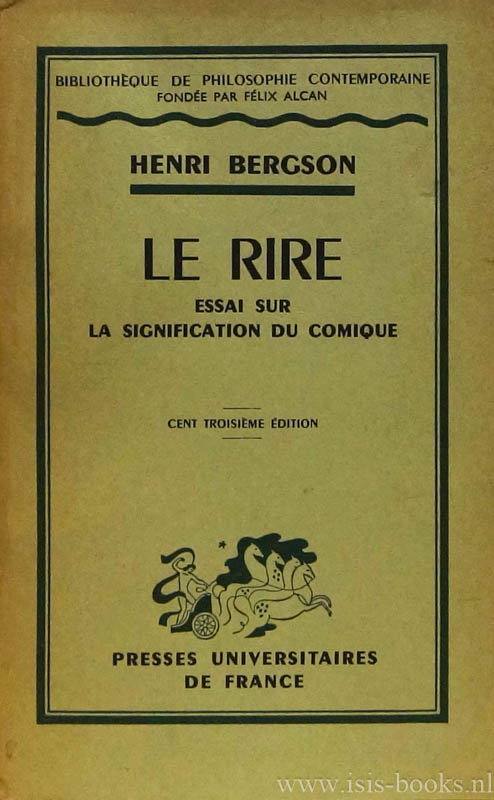 BIBLIOTHÈQUE DE PHILOSOPHIE CONTEMPORAINE
FONDÉE PAR FÉLIX ALCAN
HENRI BERGSON
LE RIRE
ESSAI SUR
LA SIGNIFICATION DU COMIQUE
CENT TROISIÈME ÉDITION
PRESSES UNIVERSITAIRES
DE FRANCE
www.isis-books.nl